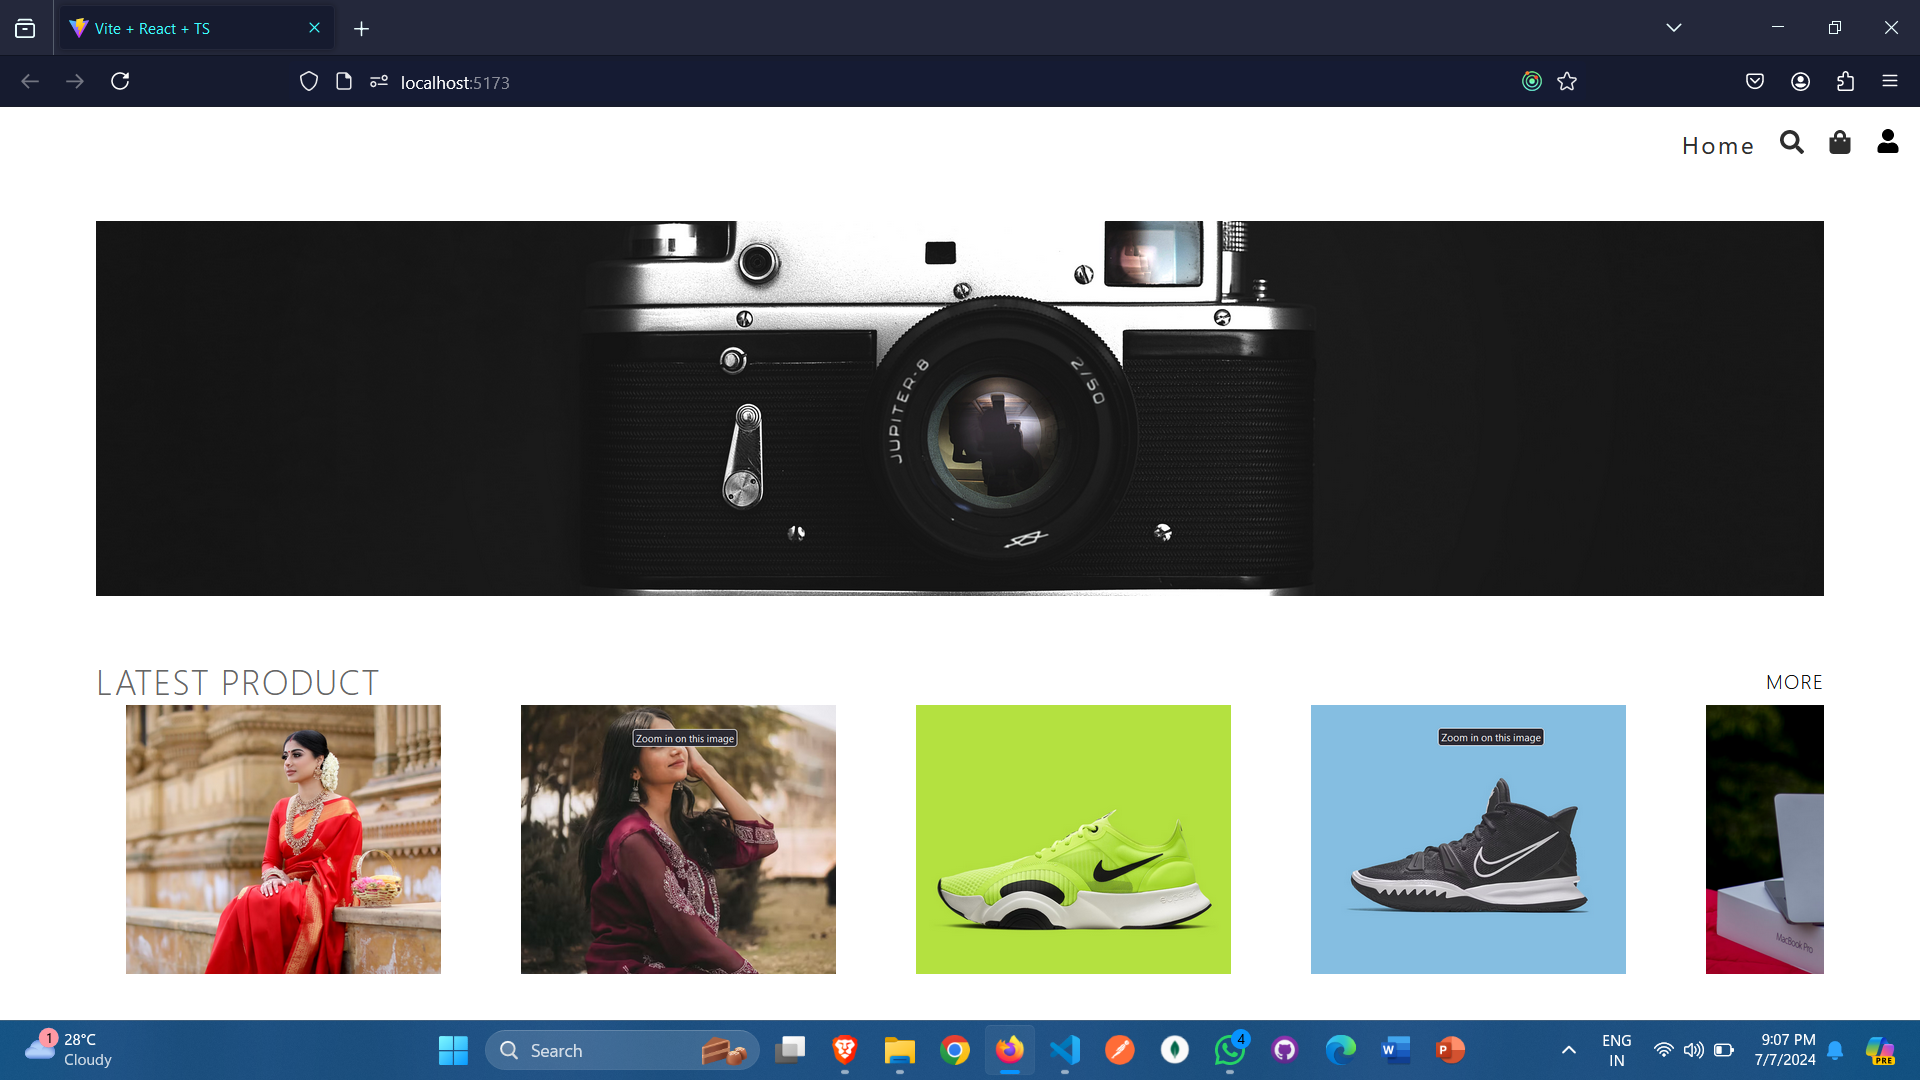 Vite + React + TS
localhost:5173
Home
JUPITER-8
2/50
LATEST PRODUCT
MORE
Zoom in on this image
Zoom in on this image
MacBook Pro
1
28°C
Cloudy
Search
4
ENG
IN
9:07 PM
7/7/2024
PRE